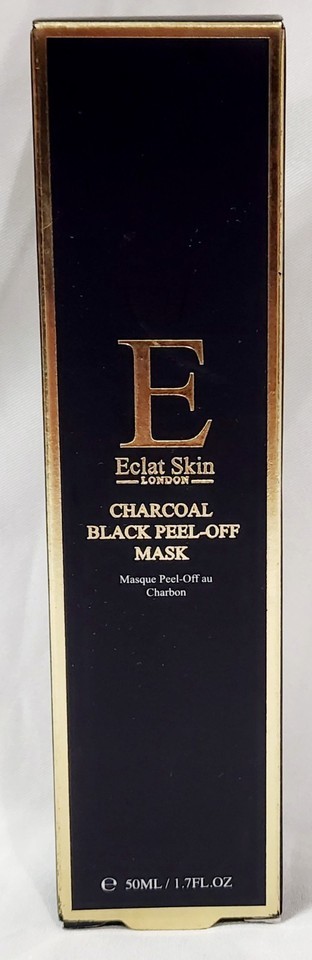 E
Eclat Skin
LONDON
CHARCOAL
BLACK PEEL-OFF
MASK
Masque Peel-Off au
Charbon
℮ 50ML / 1.7FL.OZ